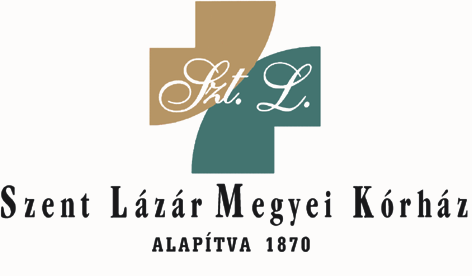 Szt. L.
Szent Lázár Megyei Kórház
ALAPÍTVA 1870